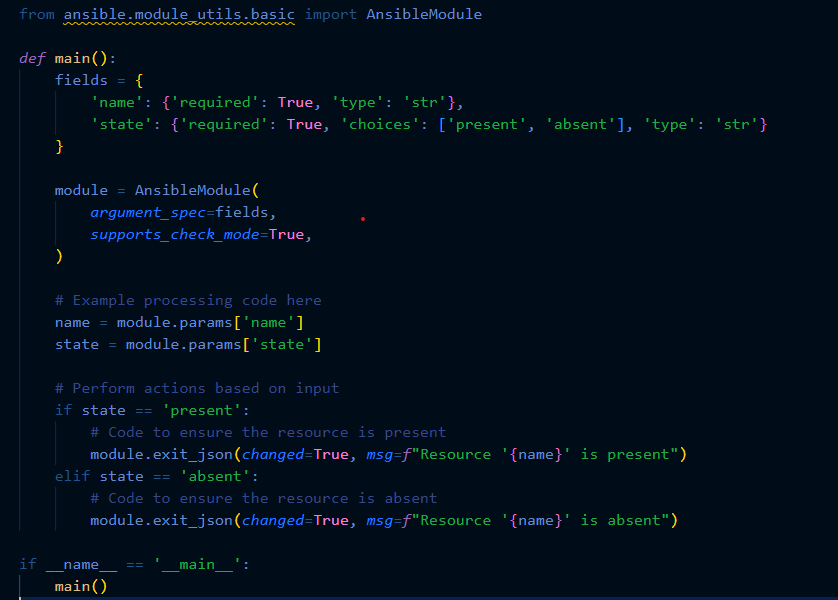 from ansible.module_utils.basic import AnsibleModule
def main():
    fields = {
        'name': {'required': True, 'type': 'str'},
        'state': {'required': True, 'choices': ['present', 'absent'], 'type': 'str'}
    }
    module = AnsibleModule(
        argument_spec=fields,
        supports_check_mode=True,
    )
    # Example processing code here
    name = module.params['name']
    state = module.params['state']
    # Perform actions based on input
    if state == 'present':
        # Code to ensure the resource is present
        module.exit_json(changed=True, msg=f"Resource '{name}' is present")
    elif state == 'absent':
        # Code to ensure the resource is absent
        module.exit_json(changed=True, msg=f"Resource '{name}' is absent")
if __name__ == '__main__':
    main()